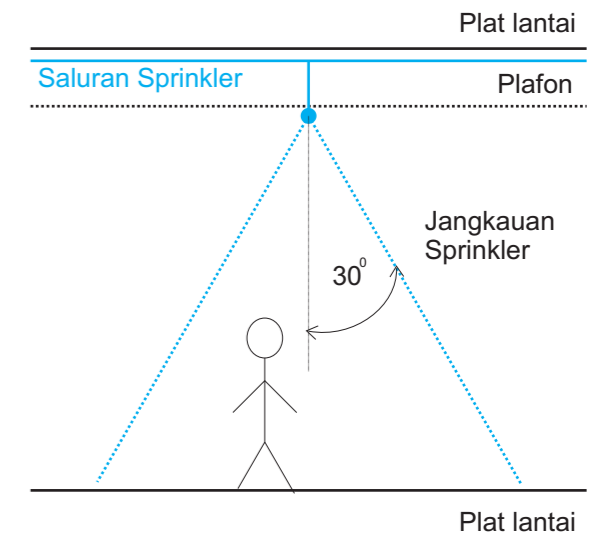 Plat lantai
Saluran Sprinkler
Plafon
Jangkauan
Sprinkler
30⁰
Plat lantai